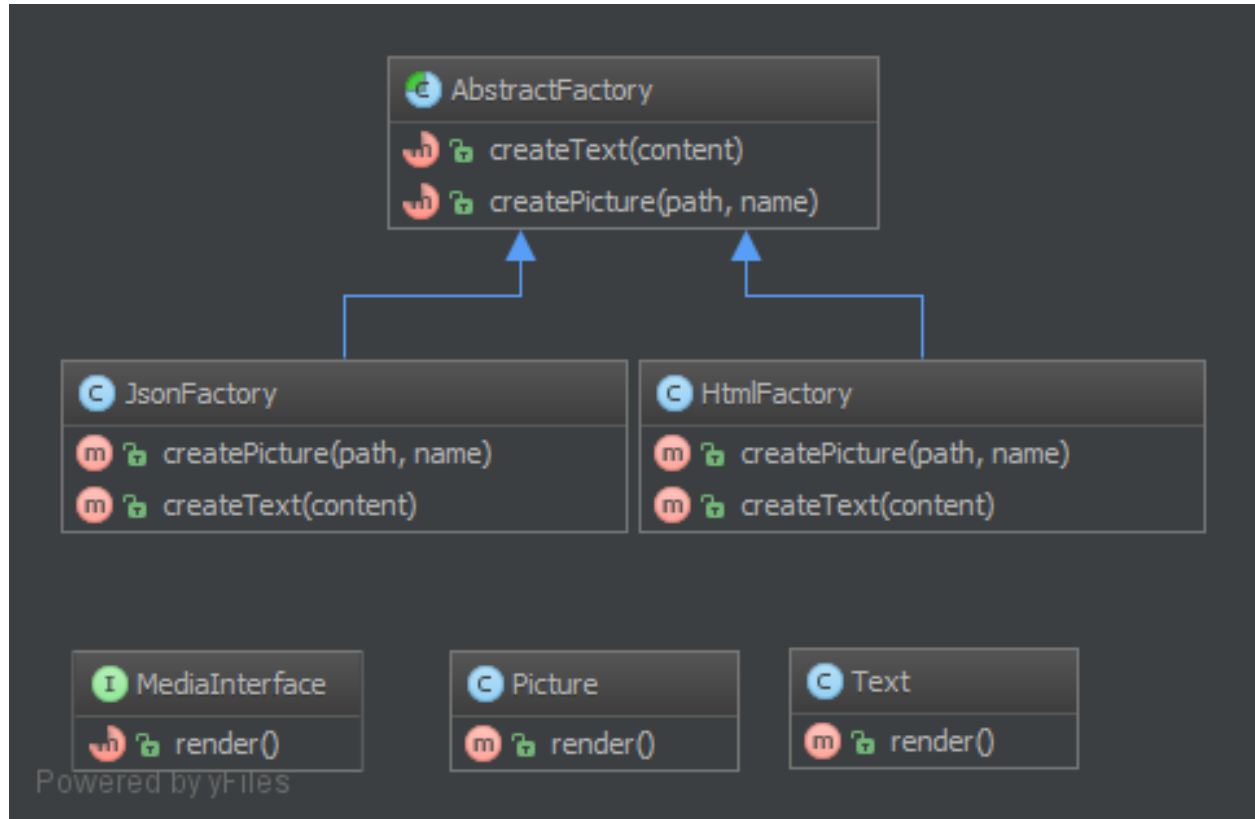 AbstractFactory
createText(content)
createPicture(path, name)
JsonFactory
createPicture(path, name)
createText(content)
HtmlFactory
createPicture(path, name)
createText(content)
MediaInterface
render()
Picture
render()
Text
render()
Powered by yFiles